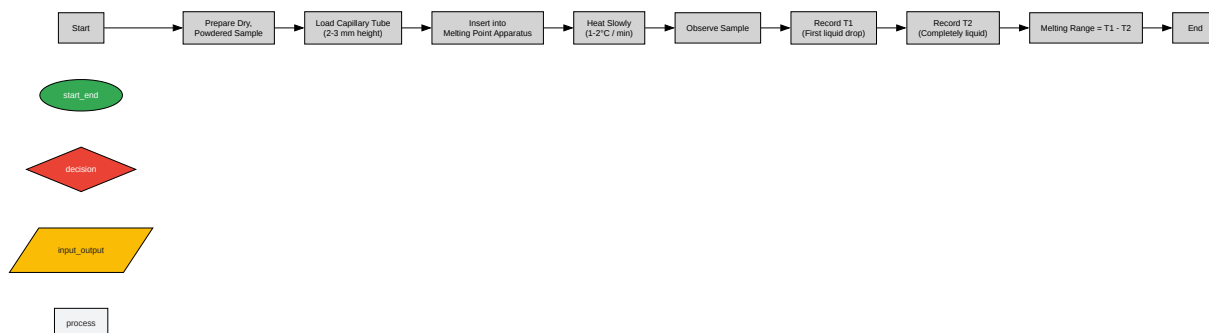 Start
Prepare Dry,
Powdered Sample
Load Capillary Tube
(2-3 mm height)
Insert into
Melting Point Apparatus
Heat Slowly
(1-2°C / min)
Observe Sample
Record T1
(First liquid drop)
Record T2
(Completely liquid)
Melting Range = T1 - T2
End
start_end
decision
input_output
process